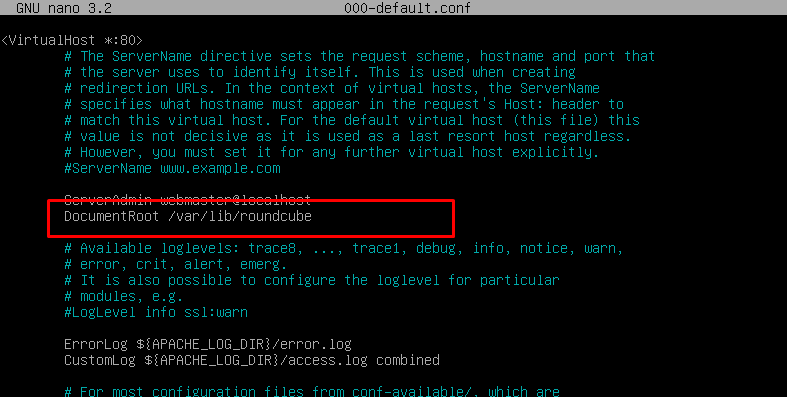 GNU nano 3.2 000-default.conf
<VirtualHost *:80>
# The ServerName directive sets the request scheme, hostname and port that
# the server uses to identify itself. This is used when creating
# redirection URLs. In the context of virtual hosts, the ServerName
# specifies what hostname must appear in the request's Host: header to
# match this virtual host. For the default virtual host (this file) this
# value is not decisive as it is used as a last resort host regardless.
# However, you must set it for any further virtual host explicitly.
#ServerName www.example.com
ServerAdmin webmaster@localhost
DocumentRoot /var/lib/roundcube
# Available loglevels: trace8, ..., trace1, debug, info, notice, warn,
# error, crit, alert, emerg.
# It is also possible to configure the loglevel for particular
# modules, e.g.
#LogLevel info ssl:warn
ErrorLog ${APACHE_LOG_DIR}/error.log
CustomLog ${APACHE_LOG_DIR}/access.log combined
# For most configuration files from conf-available/, which are